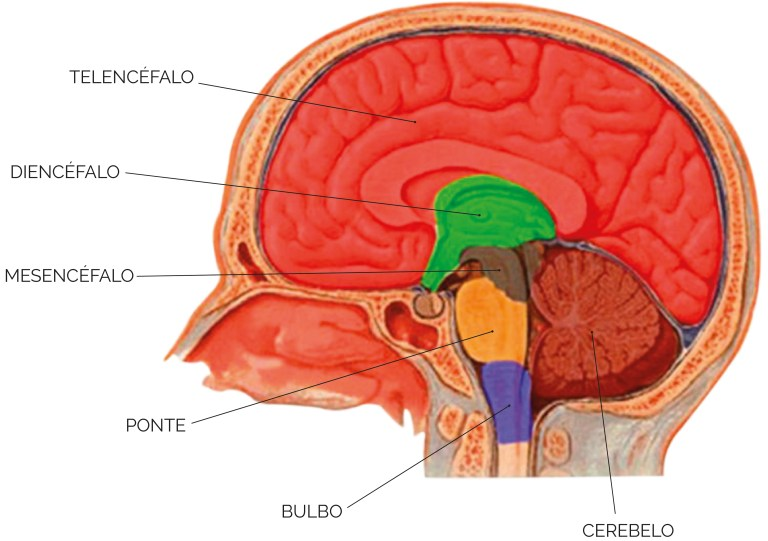 TELENCÉFALO
DIENCÉFALO
MESENCÉFALO
PONTE
BULBO
CEREBELO